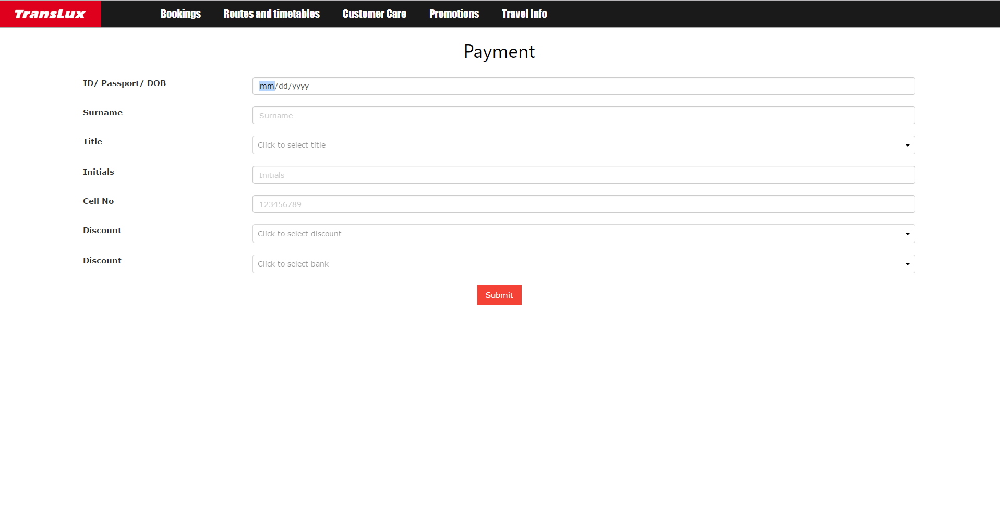 TransLux Bookings Routes and timetables Customer Care Promotions Travel Info
Payment
ID/ Passport/ DOB mm/dd/yyyy
Surname Surname
Title Click to select title
Initials Initials
Cell No 123456789
Discount Click to select discount
Discount Click to select bank
Submit